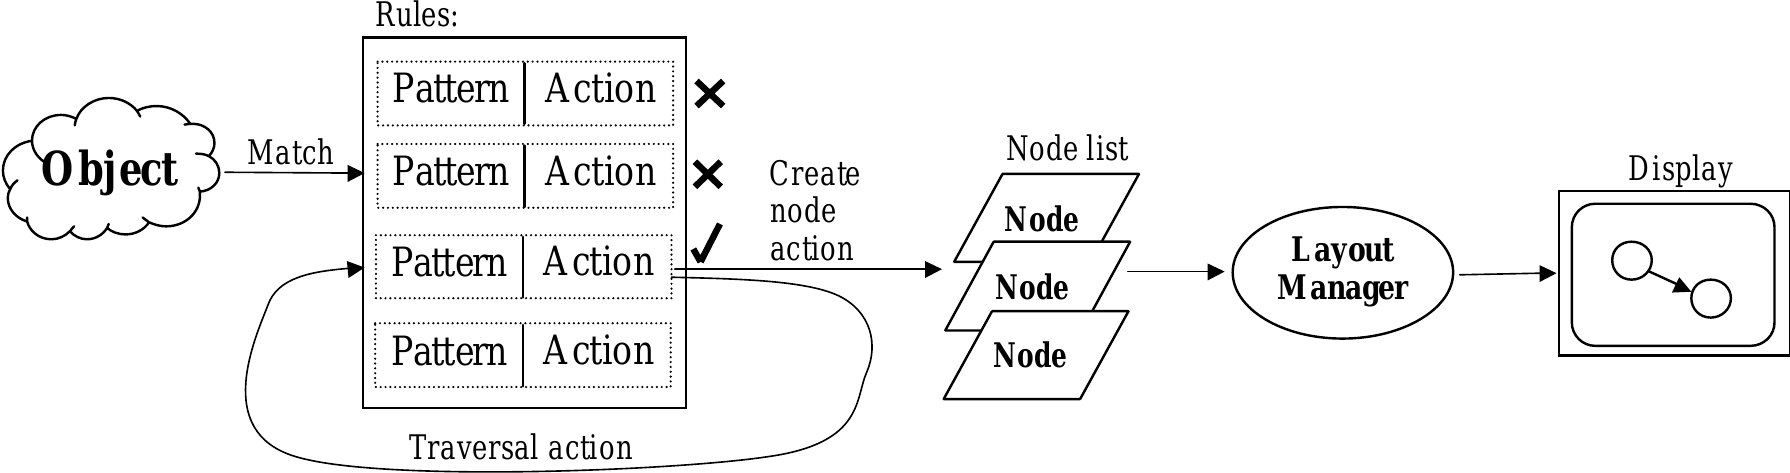 Rules:
Pattern Action
Object
Match
Pattern Action
Pattern Action
Pattern Action
Traversal action
Create
node
action
Node list
Node
Node
Node
Layout
Manager
Display